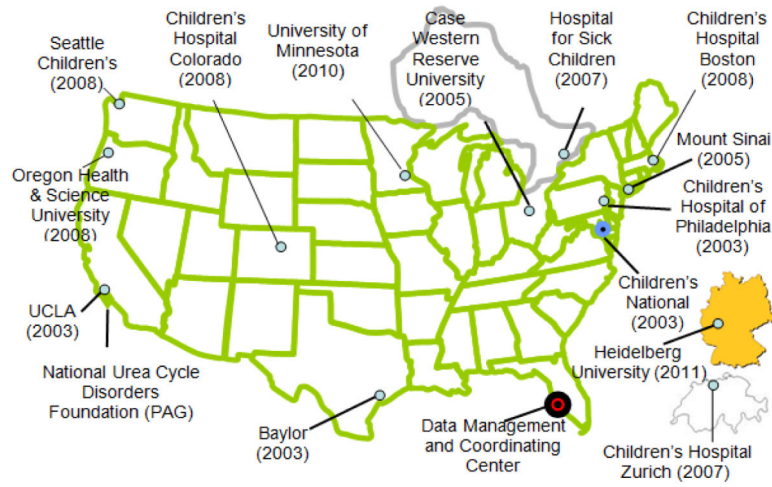 Seattle
Children's
(2008)
Children's
Hospital
Colorado
(2008)
University of
Minnesota
(2010)
Case
Western
Reserve
University
(2005)
Hospital
for Sick
Children
(2007)
Children's
Hospital
Boston
(2008)
Mount Sinai
(2005)
Oregon Health
& Science
University
(2008)
Children's
Hospital of
Philadelphia
(2003)
UCLA
(2003)
Children's
National
(2003)
Heidelberg
University (2011)
National Urea Cycle
Disorders
Foundation (PAG)
Baylor
(2003)
Data Management
and Coordinating
Center
Children's Hospital
Zurich (2007)